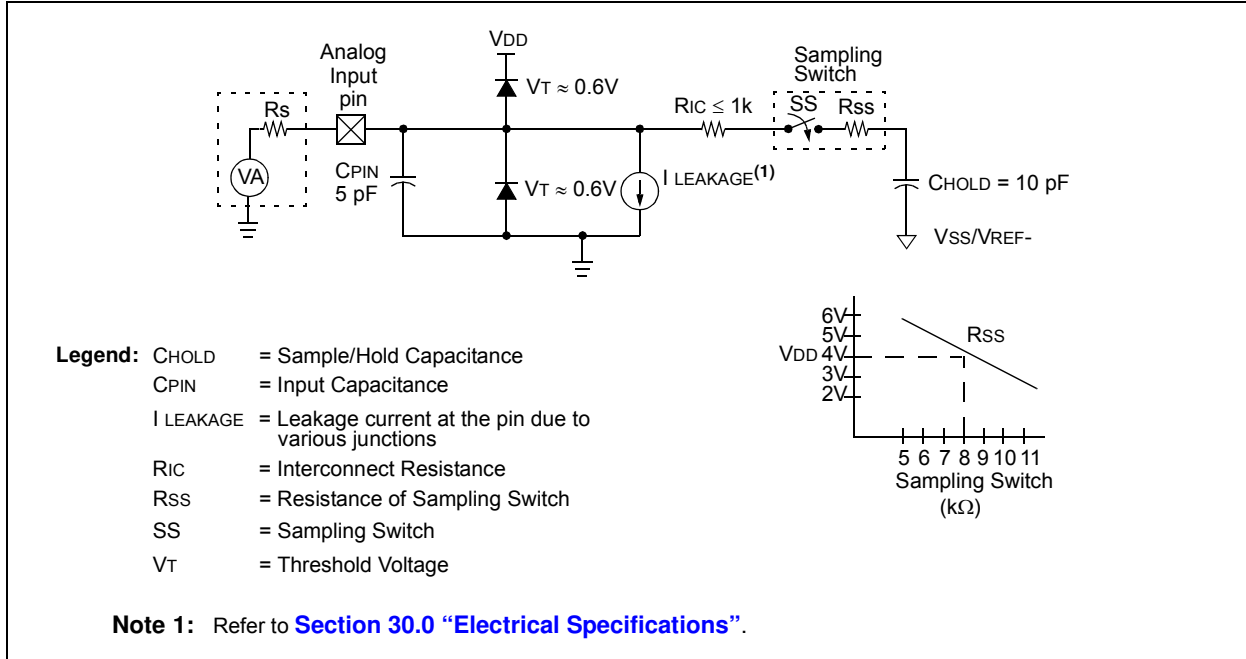 VDD
Analog
Input
pin
Sampling
Switch
VT ≈ 0.6V
RIC ≤ 1k
SS
Rss
Rs
VA
CPIN
5 pF
VT ≈ 0.6V
I LEAKAGE(1)
CHOLD = 10 pF
VSS/VREF-
6V
5V
VDD 4V
3V
2V
RSS
5 6 7 8 9 10 11
Sampling Switch
(kΩ)
Legend: CHOLD = Sample/Hold Capacitance
CPIN = Input Capacitance
I LEAKAGE = Leakage current at the pin due to
various junctions
RIC = Interconnect Resistance
RSS = Resistance of Sampling Switch
SS = Sampling Switch
VT = Threshold Voltage
Note 1: Refer to Section 30.0 “Electrical Specifications”.